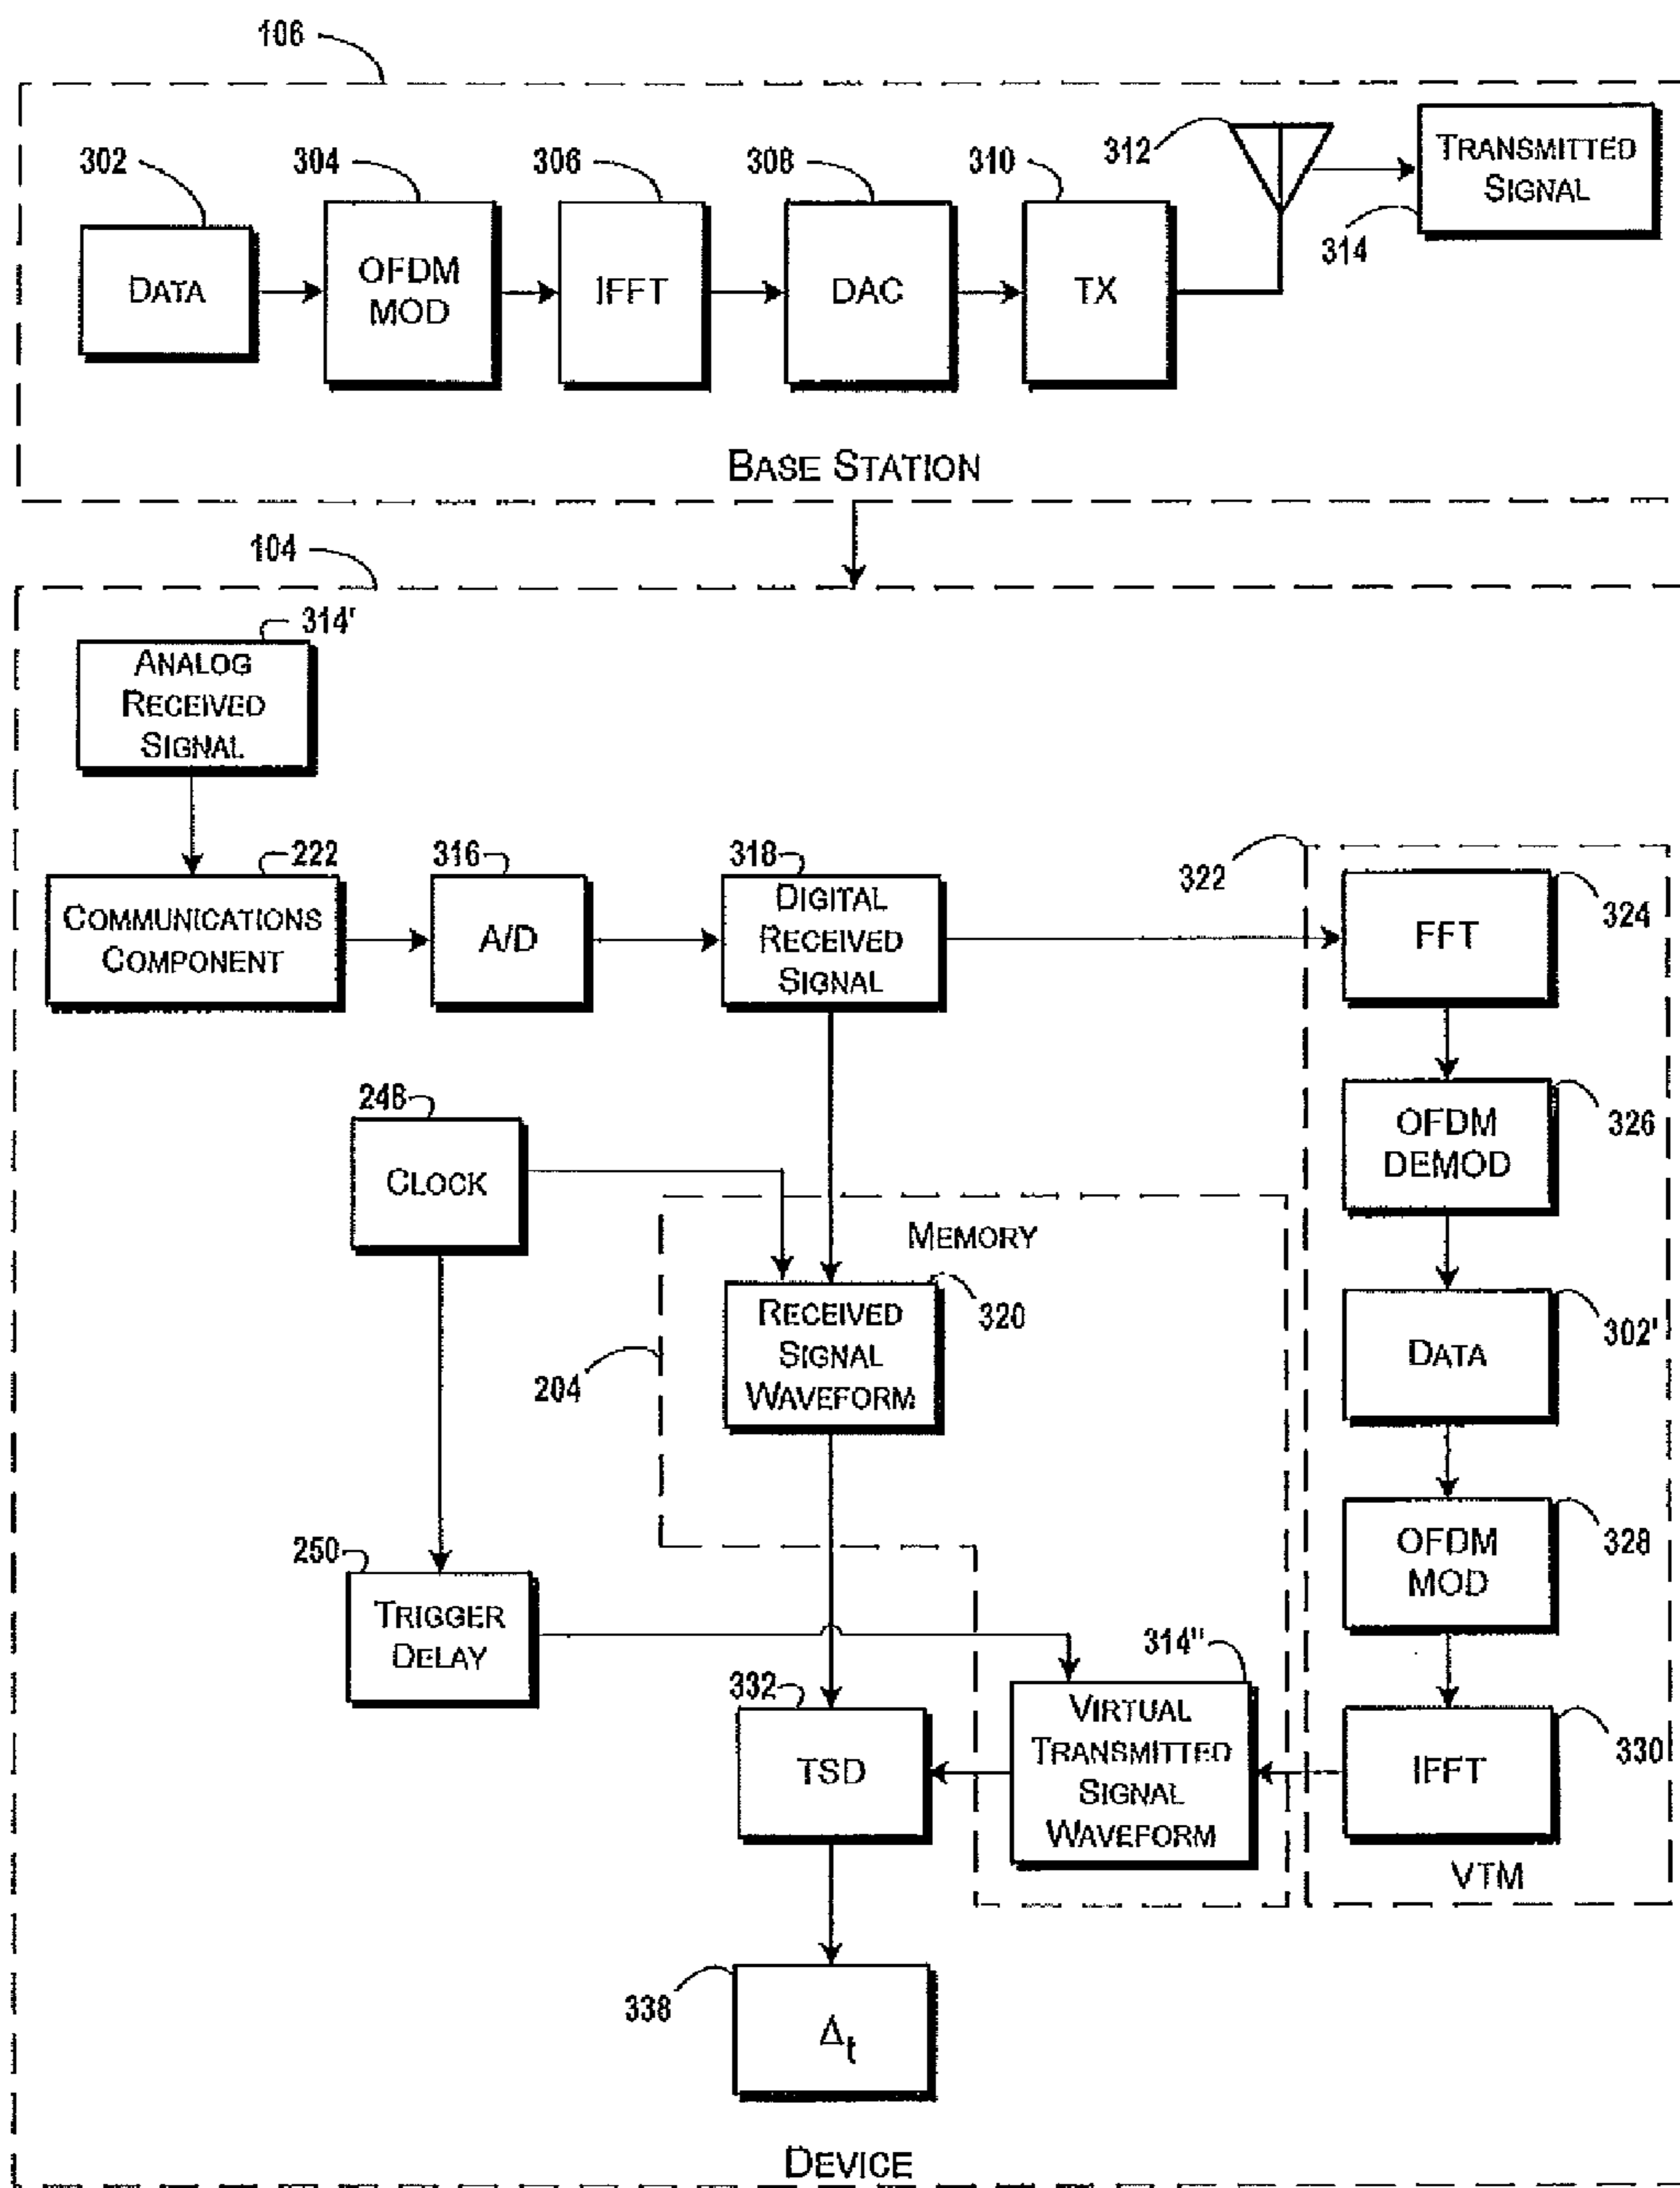 106
302
304
306
308
310
312
TRANSMITTED
SIGNAL
314
DATA
OFDM
MOD
IFFT
DAC
TX
BASE STATION
104
314'
ANALOG
RECEIVED
SIGNAL
222
316
318
322
324
COMMUNICATIONS
COMPONENT
A/D
DIGITAL
RECEIVED
SIGNAL
FFT
248
CLOCK
OFDM
DEMOD
326
MEMORY
RECEIVED
SIGNAL
WAVEFORM
320
204
DATA
302'
250
TRIGGER
DELAY
OFDM
MOD
328
314"
332
TSD
VIRTUAL
TRANSMITTED
SIGNAL
WAVEFORM
IFFT
330
VTM
338
Δt
DEVICE